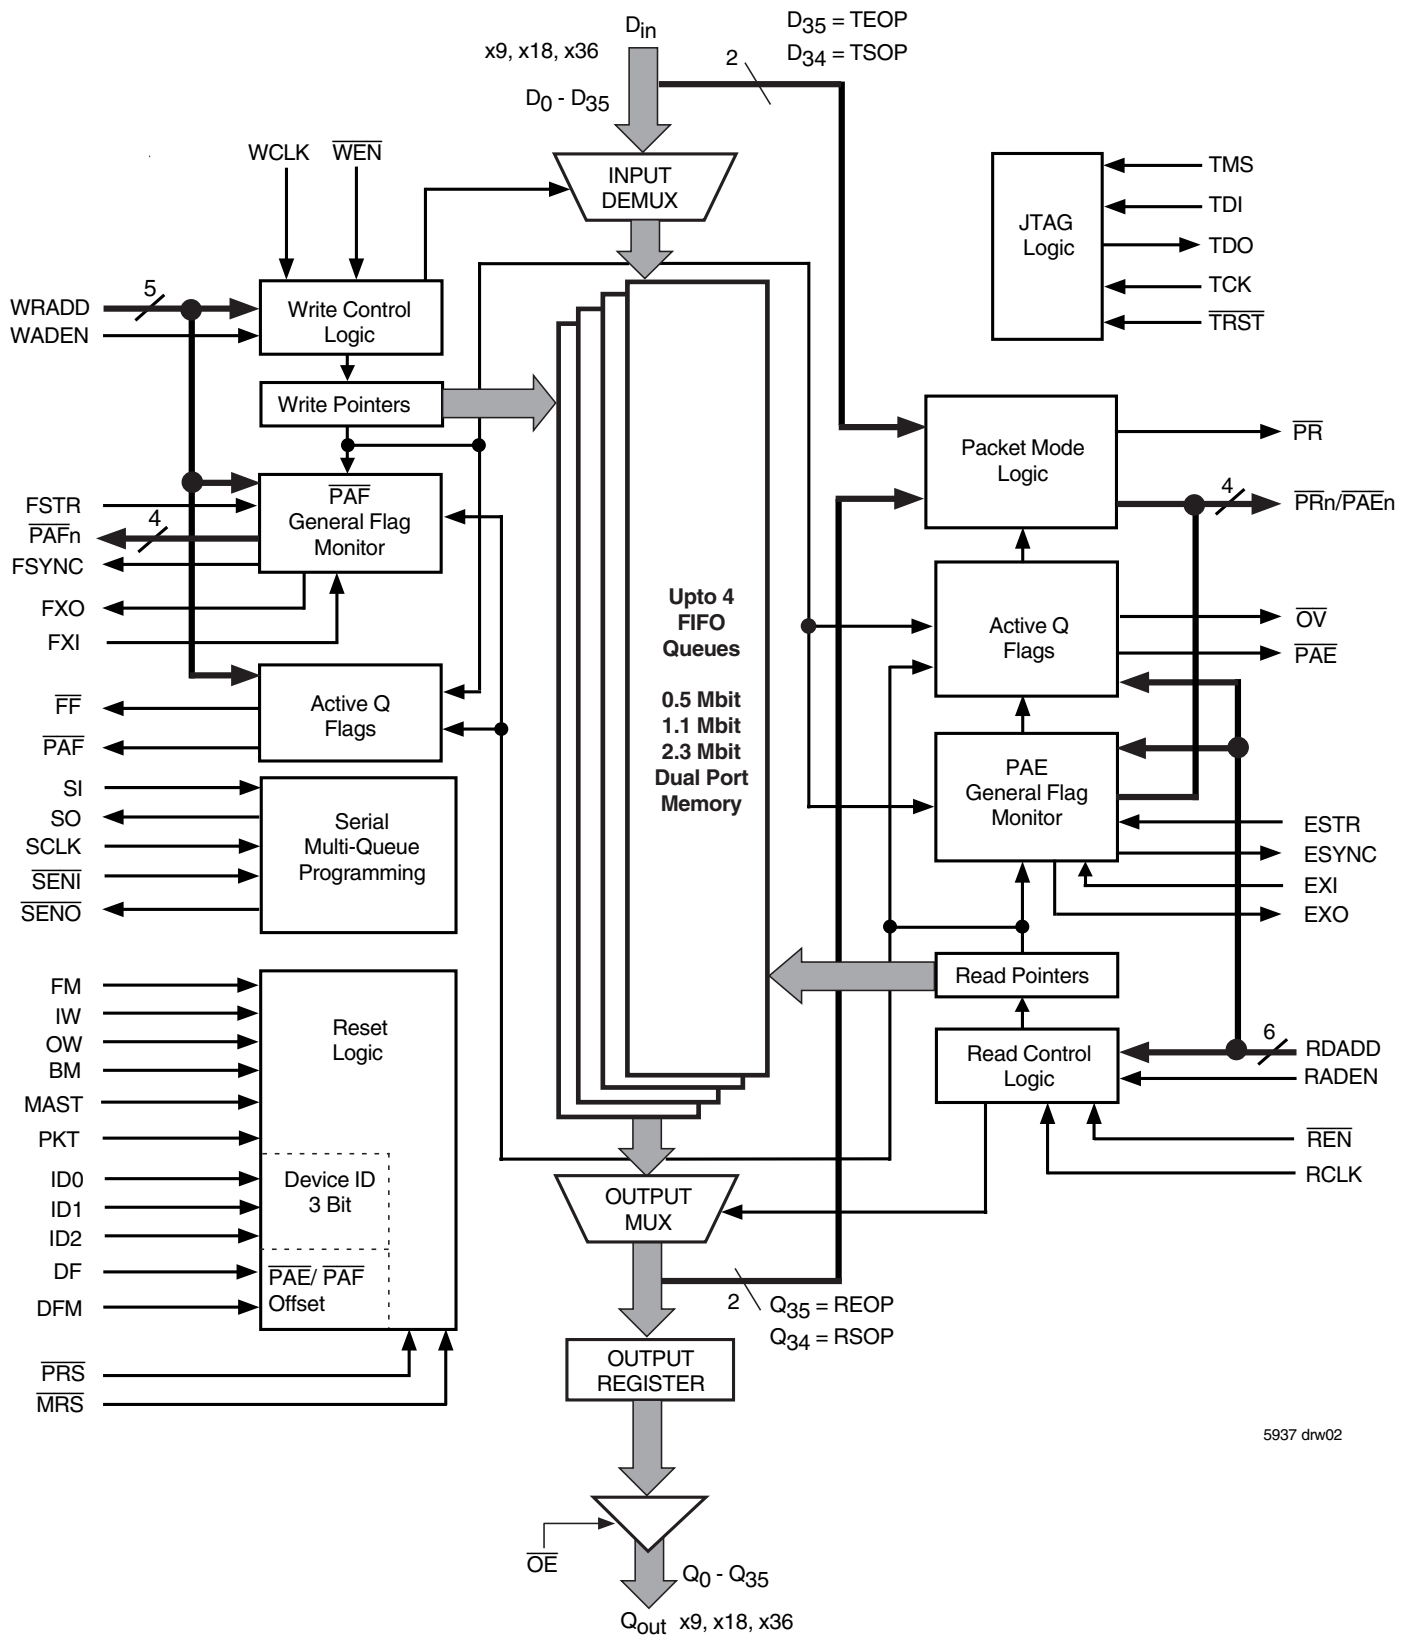 Din
x9, x18, x36
D0 - D35
2
D35 = TEOP
D34 = TSOP
WCLK
WEN
INPUT
DEMUX
JTAG
Logic
TMS
TDI
TDO
TCK
TRST
WRADD
5
WADEN
Write Control
Logic
Write Pointers
FSTR
PAFn
4
FSYNC
FXO
FXI
PAF
General Flag
Monitor
FF
PAF
Active Q
Flags
SI
SO
SCLK
SENI
SENO
Serial
Multi-Queue
Programming
Upto 4
FIFO
Queues
0.5 Mbit
1.1 Mbit
2.3 Mbit
Dual Port
Memory
Packet Mode
Logic
PR
4
PRn/PAEn
Active Q
Flags
OV
PAE
PAE
General Flag
Monitor
ESTR
ESYNC
EXI
EXO
Read Pointers
Read Control
Logic
6
RDADD
RADEN
REN
RCLK
FM
IW
OW
BM
MAST
PKT
ID0
ID1
ID2
DF
DFM
Reset
Logic
Device ID
3 Bit
PAE/ PAF
Offset
PRS
MRS
OUTPUT
MUX
2
Q35 = REOP
Q34 = RSOP
OUTPUT
REGISTER
OE
Q0 - Q35
Qout x9, x18, x36
5937 drw02